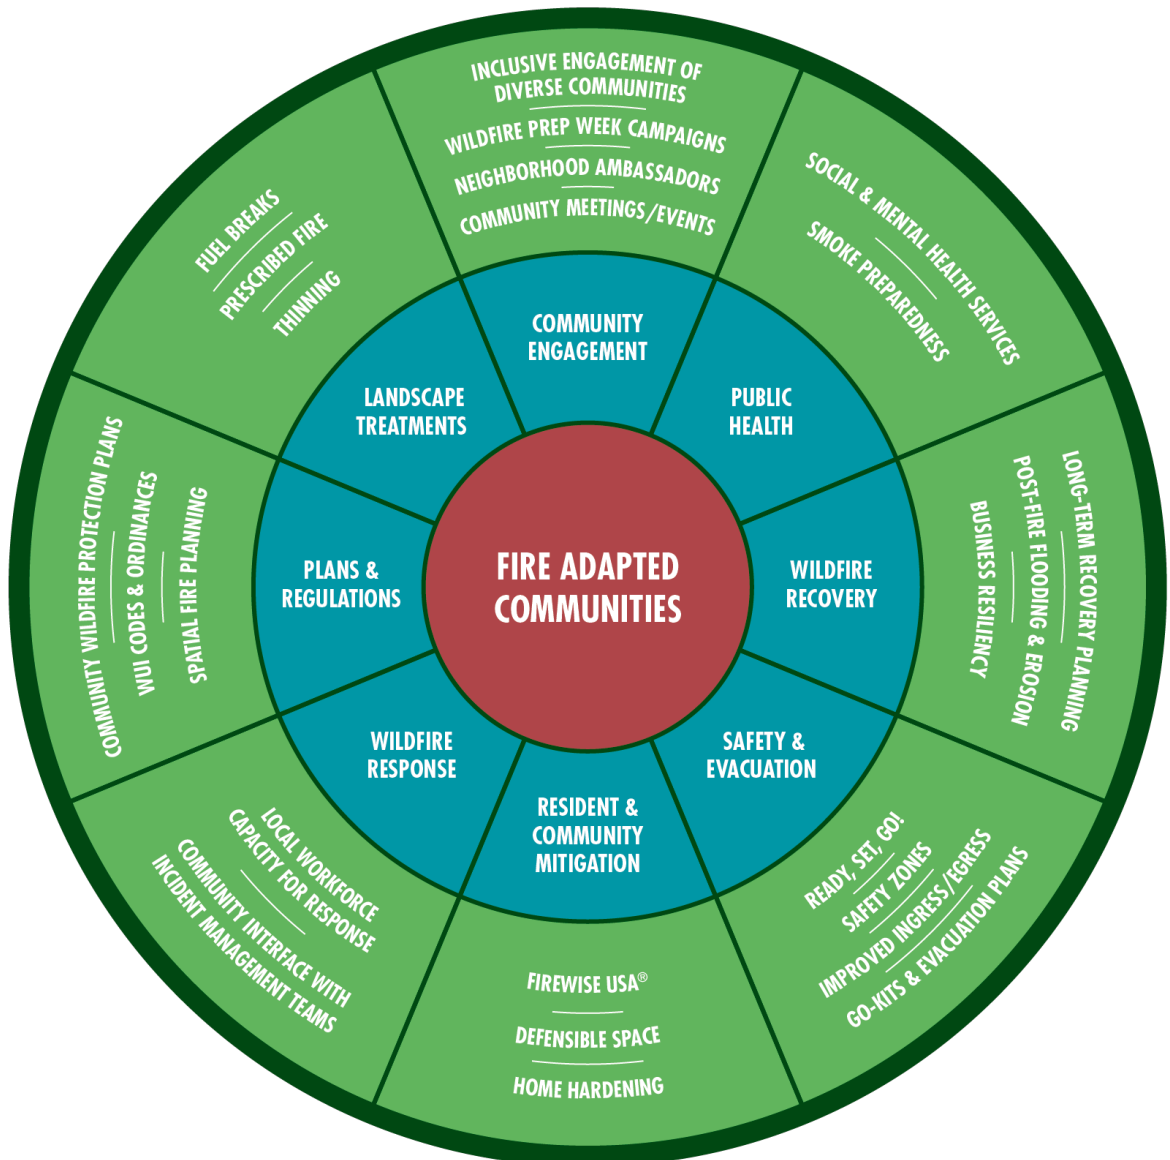 FIRE ADAPTED
COMMUNITIES
COMMUNITY
ENGAGEMENT
INCLUSIVE ENGAGEMENT OF
DIVERSE COMMUNITIES
WILDFIRE PREP WEEK CAMPAIGNS
NEIGHBORHOOD AMBASSADORS
COMMUNITY MEETINGS/EVENTS
PUBLIC
HEALTH
SOCIAL & MENTAL HEALTH SERVICES
SMOKE PREPAREDNESS
WILDFIRE
RECOVERY
LONG-TERM RECOVERY PLANNING
POST-FIRE FLOODING & EROSION
BUSINESS RESILIENCY
SAFETY &
EVACUATION
READY, SET, GO!
SAFETY ZONES
IMPROVED INGRESS/EGRESS
GO-KITS & EVACUATION PLANS
RESIDENT &
COMMUNITY
MITIGATION
FIREWISE USA®
DEFENSIBLE SPACE
HOME HARDENING
WILDFIRE
RESPONSE
LOCAL WORKFORCE
CAPACITY FOR RESPONSE
COMMUNITY INTERFACE WITH
INCIDENT MANAGEMENT TEAMS
PLANS &
REGULATIONS
COMMUNITY WILDFIRE PROTECTION PLANS
WUI CODES & ORDINANCES
SPATIAL FIRE PLANNING
LANDSCAPE
TREATMENTS
FUEL BREAKS
PRESCRIBED FIRE
THINNING